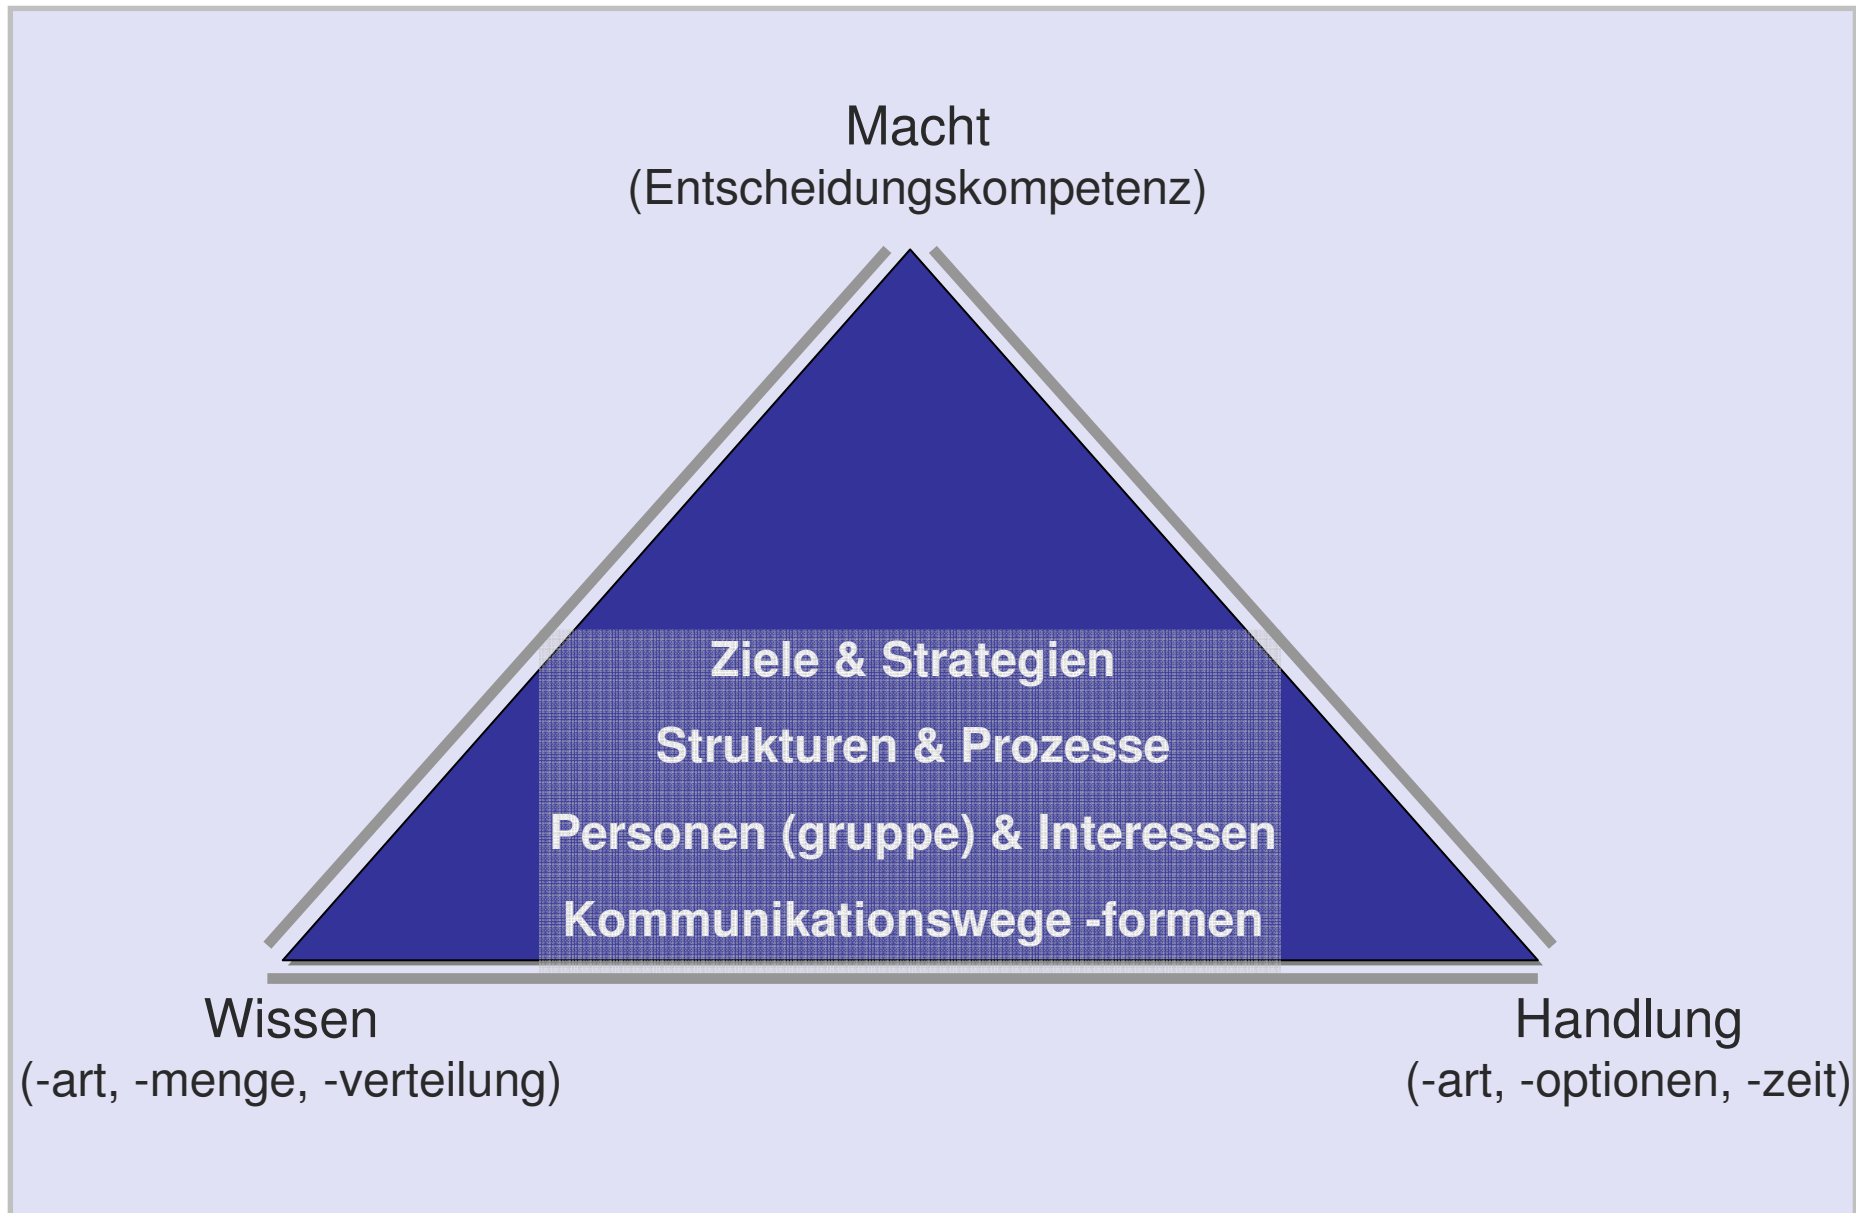 Macht
(Entscheidungskompetenz)
Ziele & Strategien
Strukturen & Prozesse
Personen (gruppe) & Interessen
Kommunikationswege -formen
Wissen
(-art, -menge, -verteilung)
Handlung
(-art, -optionen, -zeit)